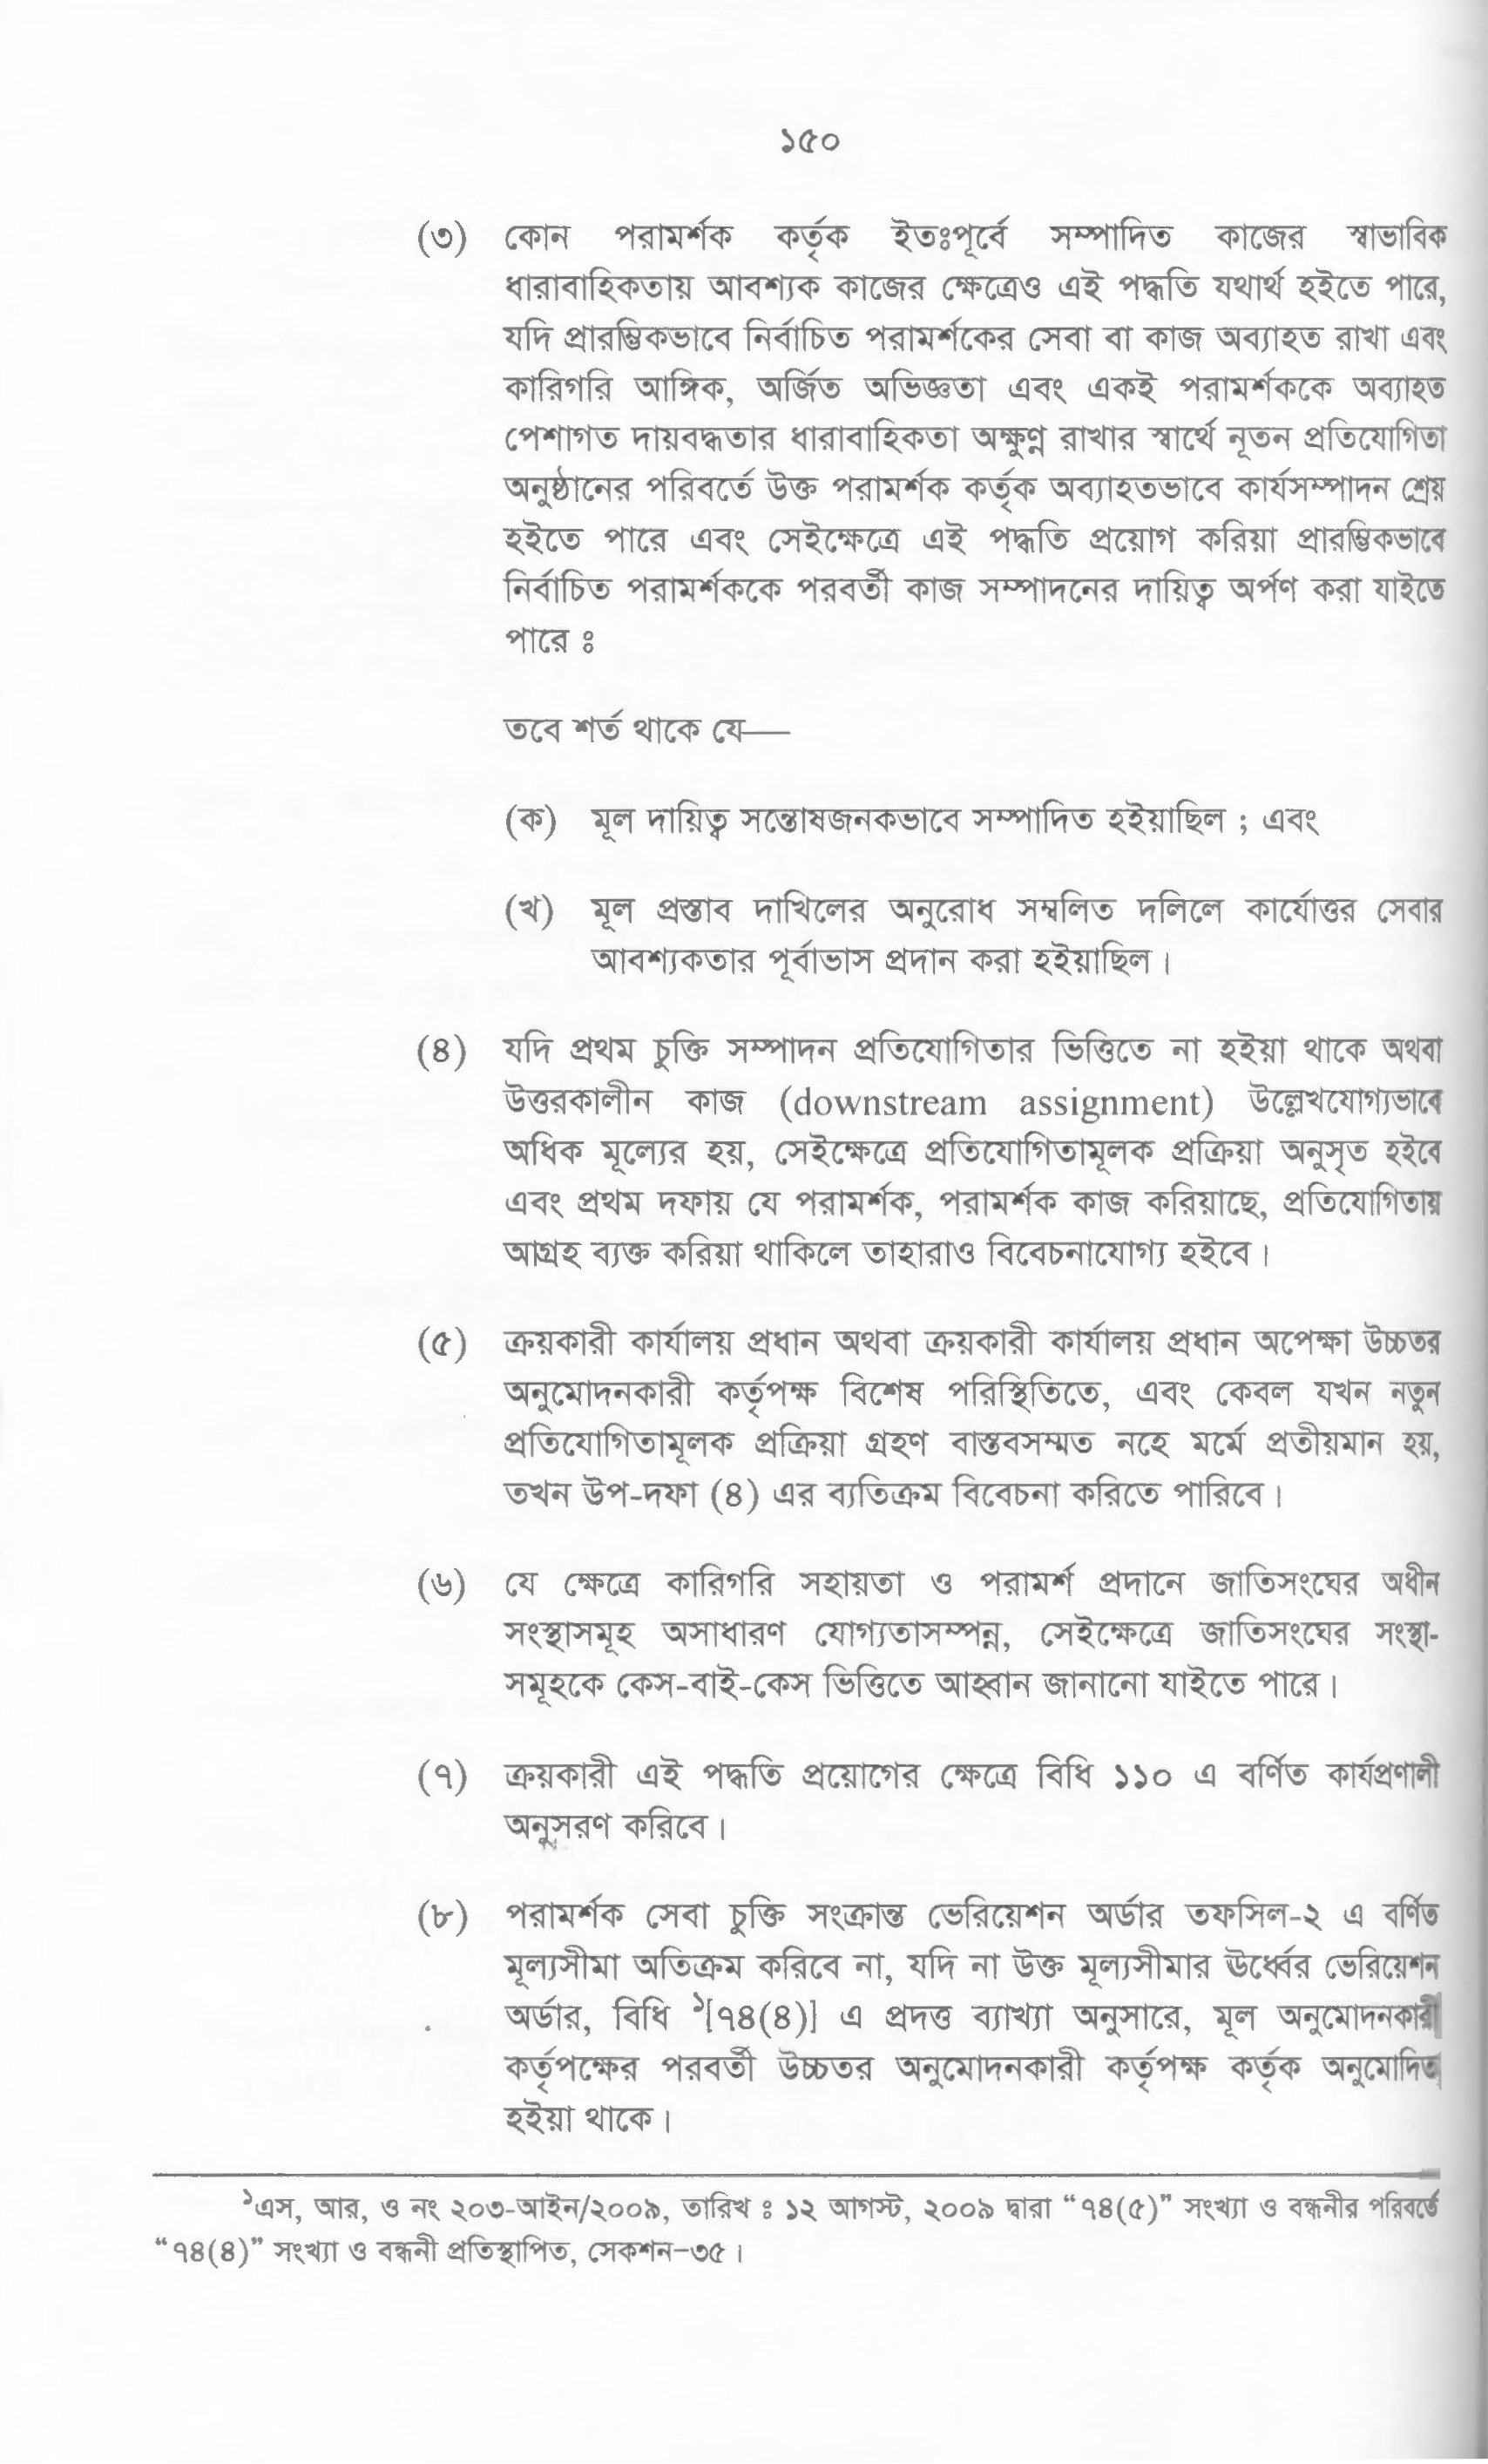 ১৫০
(৩) কোন পরামর্শক কর্তৃক ইতঃপূর্বে সম্পাদিত কাজের স্বাভাবিক
ধারাবাহিকতায় আবশ্যক কাজের ক্ষেত্রেও এই পদ্ধতি যথার্থ হইতে পারে,
যদি প্রারম্ভিকভাবে নির্বাচিত পরামর্শকের সেবা বা কাজ অব্যাহত রাখা এবং
কারিগরি আঙ্গিক, অর্জিত অভিজ্ঞতা এবং একই পরামর্শককে অব্যাহত
পেশাগত দায়বদ্ধতার ধারাবাহিকতা অক্ষুণ্ন রাখার স্বার্থে নূতন প্রতিযোগিতা
অনুষ্ঠানের পরিবর্তে উক্ত পরামর্শক কর্তৃক অব্যাহতভাবে কার্যসম্পাদন শ্রেয়
হইতে পারে এবং সেইক্ষেত্রে এই পদ্ধতি প্রয়োগ করিয়া প্রারম্ভিকভাবে
নির্বাচিত পরামর্শককে পরবর্তী কাজ সম্পাদনের দায়িত্ব অর্পণ করা যাইতে
পারে ঃ
তবে শর্ত থাকে যে—
(ক) মূল দায়িত্ব সন্তোষজনকভাবে সম্পাদিত হইয়াছিল ; এবং
(খ) মূল প্রস্তাব দাখিলের অনুরোধ সম্বলিত দলিলে কার্যোত্তর সেবার
আবশ্যকতার পূর্বাভাস প্রদান করা হইয়াছিল।
(৪) যদি প্রথম চুক্তি সম্পাদন প্রতিযোগিতার ভিত্তিতে না হইয়া থাকে অথবা
উত্তরকালীন কাজ (downstream assignment) উল্লেখযোগ্যভাবে
অধিক মূল্যের হয়, সেইক্ষেত্রে প্রতিযোগিতামূলক প্রক্রিয়া অনুসৃত হইবে
এবং প্রথম দফায় যে পরামর্শক, পরামর্শক কাজ করিয়াছে, প্রতিযোগিতায়
আগ্রহ ব্যক্ত করিয়া থাকিলে তাহারাও বিবেচনাযোগ্য হইবে।
(৫) ক্রয়কারী কার্যালয় প্রধান অথবা ক্রয়কারী কার্যালয় প্রধান অপেক্ষা উচ্চতর
অনুমোদনকারী কর্তৃপক্ষ বিশেষ পরিস্থিতিতে, এবং কেবল যখন নতুন
প্রতিযোগিতামূলক প্রক্রিয়া গ্রহণ বাস্তবসম্মত নহে মর্মে প্রতীয়মান হয়,
তখন উপ-দফা (৪) এর ব্যতিক্রম বিবেচনা করিতে পারিবে।
(৬) যে ক্ষেত্রে কারিগরি সহায়তা ও পরামর্শ প্রদানে জাতিসংঘের অধীন
সংস্থাসমূহ অসাধারণ যোগ্যতাসম্পন্ন, সেইক্ষেত্রে জাতিসংঘের সংস্থা-
সমূহকে কেস-বাই-কেস ভিত্তিতে আহ্বান জানানো যাইতে পারে।
(৭) ক্রয়কারী এই পদ্ধতি প্রয়োগের ক্ষেত্রে বিধি ১১০ এ বর্ণিত কার্যপ্রণালী
অনুসরণ করিবে।
(৮) পরামর্শক সেবা চুক্তি সংক্রান্ত ভেরিয়েশন অর্ডার তফসিল-২ এ বর্ণিত
মূল্যসীমা অতিক্রম করিবে না, যদি না উক্ত মূল্যসীমার ঊর্ধ্বের ভেরিয়েশন
অর্ডার, বিধি ১[৭৪(৪)] এ প্রদত্ত ব্যাখ্যা অনুসারে, মূল অনুমোদনকারী
কর্তৃপক্ষের পরবর্তী উচ্চতর অনুমোদনকারী কর্তৃপক্ষ কর্তৃক অনুমোদিত
হইয়া থাকে।
১এস, আর, ও নং ২০৩-আইন/২০০৯, তারিখ ঃ ১২ আগস্ট, ২০০৯ দ্বারা “৭৪(৫)” সংখ্যা ও বন্ধনীর পরিবর্তে
“৭৪(৪)” সংখ্যা ও বন্ধনী প্রতিস্থাপিত, সেকশন-৩৫।